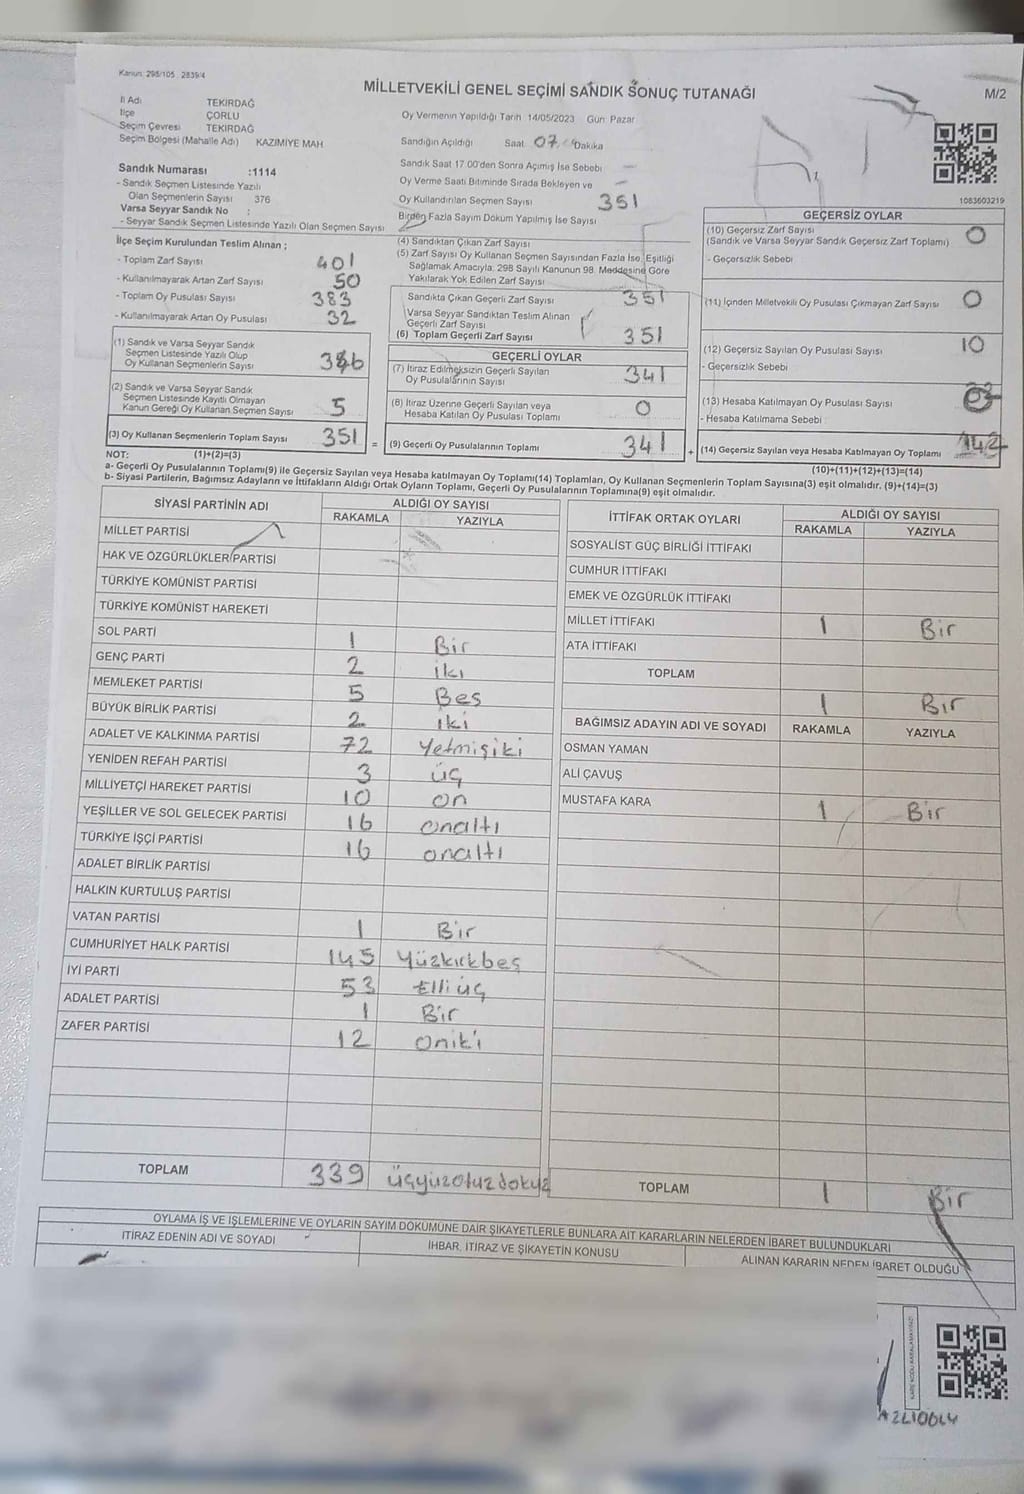 Kanun: 298/105, 2839/4
MİLLETVEKİLİ GENEL SEÇİMİ SANDIK SONUÇ TUTANAĞI
M/2
İl Adı TEKİRDAĞ
İlçe ÇORLU
Seçim Çevresi TEKİRDAĞ
Seçim Bölgesi (Mahalle Adı) KAZIMİYE MAH
Sandık Numarası :1114
- Sandık Seçmen Listesinde Yazılı
Olan Seçmenlerin Sayısı 376
Varsa Seyyar Sandık No :
- Seyyar Sandık Seçmen Listesinde Yazılı Olan Seçmen Sayısı
Oy Vermenin Yapıldığı Tarih 14/05/2023 Gün: Pazar
Sandığın Açıldığı Saat 07 Dakika
Sandık Saat 17.00'den Sonra Açımış İse Sebebi
Oy Verme Saati Bitiminde Sırada Bekleyen ve
Oy Kullandırılan Seçmen Sayısı 351
Birden Fazla Sayım Döküm Yapılmış İse Sayısı
1083603219
İlçe Seçim Kurulundan Teslim Alınan ;
- Toplam Zarf Sayısı 401
- Kullanılmayarak Artan Zarf Sayısı 50
- Toplam Oy Pusulası Sayısı 383
- Kullanılmayarak Artan Oy Pusulası 32
(1) Sandık ve Varsa Seyyar Sandık
Seçmen Listesinde Yazılı Olup
Oy Kullanan Seçmenlerin Sayısı 346
(2) Sandık ve Varsa Seyyar Sandık
Seçmen Listesinde Kayıtlı Olmayan
Kanun Gereği Oy Kullanan Seçmen Sayısı 5
(3) Oy Kullanan Seçmenlerin Toplam Sayısı 351 =
(4) Sandıktan Çıkan Zarf Sayısı
(5) Zarf Sayısı Oy Kullanan Seçmen Sayısından Fazla İse, Eşitliği
Sağlamak Amacıyla; 298 Sayılı Kanunun 98. Maddesine Göre
Yakılarak Yok Edilen Zarf Sayısı
Sandıkta Çıkan Geçerli Zarf Sayısı 351
Varsa Seyyar Sandıktan Teslim Alınan
Geçerli Zarf Sayısı
(6) Toplam Geçerli Zarf Sayısı 351
GEÇERLİ OYLAR
(7) İtiraz Edilmeksizin Geçerli Sayılan
Oy Pusulalarının Sayısı 341
(8) İtiraz Üzerine Geçerli Sayılan veya
Hesaba Katılan Oy Pusulası Toplamı 0
(9) Geçerli Oy Pusulalarının Toplamı 341 +
GEÇERSİZ OYLAR
(10) Geçersiz Zarf Sayısı 0
(Sandık ve Varsa Seyyar Sandık Geçersiz Zarf Toplamı)
- Geçersizlik Sebebi
(11) İçinden Milletvekili Oy Pusulası Çıkmayan Zarf Sayısı 0
(12) Geçersiz Sayılan Oy Pusulası Sayısı 10
- Geçersizlik Sebebi
(13) Hesaba Katılmayan Oy Pusulası Sayısı
- Hesaba Katılmama Sebebi
(14) Geçersiz Sayılan veya Hesaba Katılmayan Oy Toplamı
NOT: (1)+(2)=(3)
(10)+(11)+(12)+(13)=(14)
a- Geçerli Oy Pusulalarının Toplamı(9) ile Geçersiz Sayılan veya Hesaba katılmayan Oy Toplamı(14) Toplamları, Oy Kullanan Seçmenlerin Toplam Sayısına(3) eşit olmalıdır. (9)+(14)=(3)
b- Siyasi Partilerin, Bağımsız Adayların ve İttifakların Aldığı Ortak Oyların Toplamı, Geçerli Oy Pusulalarının Toplamına(9) eşit olmalıdır.
SİYASİ PARTİNİN ADI ALDIĞI OY SAYISI
RAKAMLA YAZIYLA
MİLLET PARTİSİ
HAK VE ÖZGÜRLÜKLER PARTİSİ
TÜRKİYE KOMÜNİST PARTİSİ
TÜRKİYE KOMÜNİST HAREKETİ
SOL PARTİ 1 Bir
GENÇ PARTİ 2 iki
MEMLEKET PARTİSİ 5 Beş
BÜYÜK BİRLİK PARTİSİ 2 iki
ADALET VE KALKINMA PARTİSİ 72 Yetmişiki
YENİDEN REFAH PARTİSİ 3 üç
MİLLİYETÇİ HAREKET PARTİSİ 10 on
YEŞİLLER VE SOL GELECEK PARTİSİ 16 onaltı
TÜRKİYE İŞÇİ PARTİSİ 16 onaltı
ADALET BİRLİK PARTİSİ
HALKIN KURTULUŞ PARTİSİ
VATAN PARTİSİ 1 Bir
CUMHURİYET HALK PARTİSİ 145 Yüzkırkbeş
İYİ PARTİ 53 Elliüç
ADALET PARTİSİ 1 Bir
ZAFER PARTİSİ 12 Oniki
TOPLAM 339 üçyüzotuzdokuz
İTTİFAK ORTAK OYLARI ALDIĞI OY SAYISI
RAKAMLA YAZIYLA
SOSYALİST GÜÇ BİRLİĞİ İTTİFAKI
CUMHUR İTTİFAKI
EMEK VE ÖZGÜRLÜK İTTİFAKI
MİLLET İTTİFAKI 1 Bir
ATA İTTİFAKI
TOPLAM 1 Bir
BAĞIMSIZ ADAYIN ADI VE SOYADI RAKAMLA YAZIYLA
OSMAN YAMAN
ALİ ÇAVUŞ
MUSTAFA KARA 1 Bir
TOPLAM 1 Bir
OYLAMA İŞ VE İŞLEMLERİNE VE OYLARIN SAYIM DÖKÜMÜNE DAİR ŞİKAYETLERLE BUNLARA AİT KARARLARIN NELERDEN İBARET BULUNDUKLARI
İTİRAZ EDENİN ADI VE SOYADI İHBAR, İTİRAZ VE ŞİKAYETİN KONUSU ALINAN KARARIN NEDEN İBARET OLDUĞU
KARE KODU KARALAMAYINIZ!